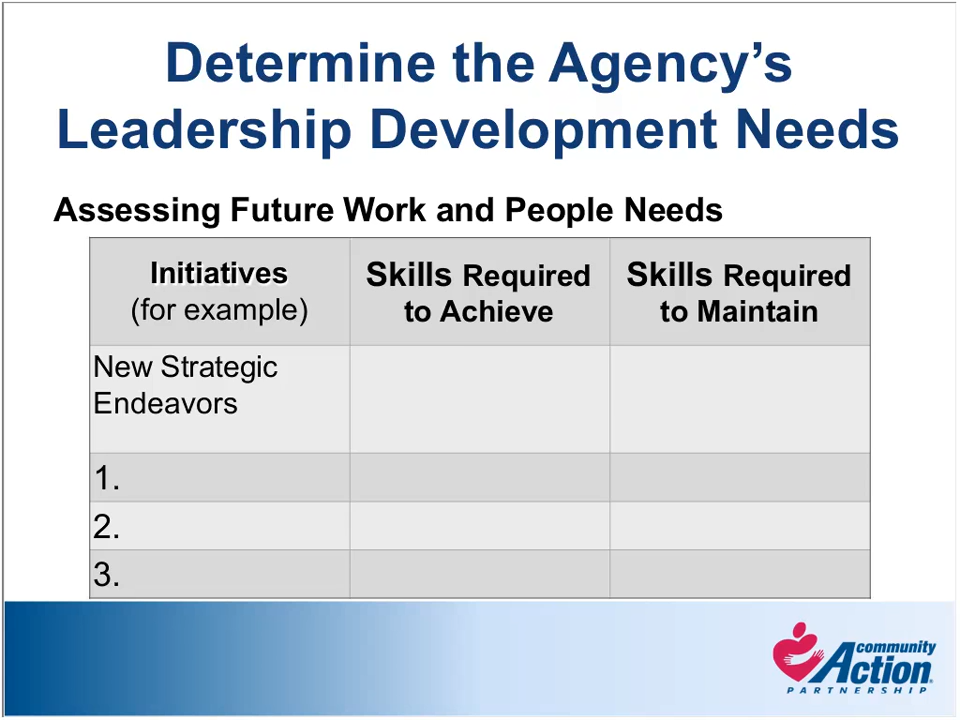 Determine the Agency’s
Leadership Development Needs
Assessing Future Work and People Needs
Initiatives
(for example)
Skills Required
to Achieve
Skills Required
to Maintain
New Strategic
Endeavors
1.
2.
3.
community
Action®
PARTNERSHIP